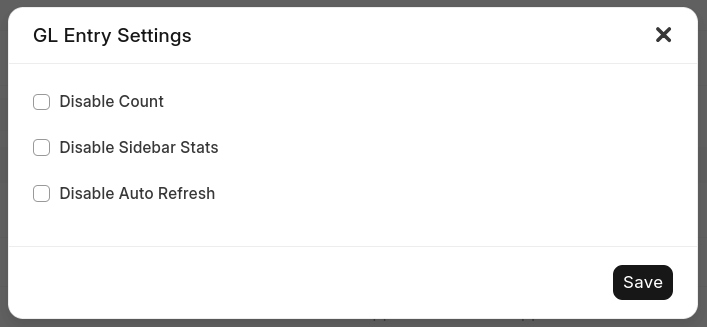 GL Entry Settings
Disable Count
Disable Sidebar Stats
Disable Auto Refresh
Save